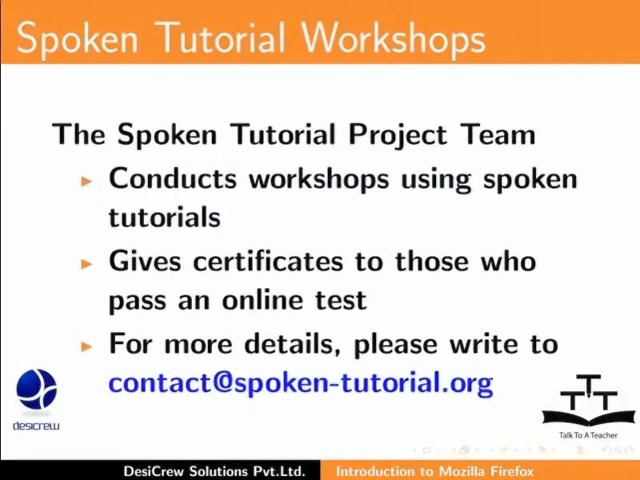 Spoken Tutorial Workshops
The Spoken Tutorial Project Team
Conducts workshops using spoken
tutorials
Gives certificates to those who
pass an online test
For more details, please write to
contact@spoken-tutorial.org
desicrew
TTT
Talk To A Teacher
DesiCrew Solutions Pvt.Ltd. Introduction to Mozilla Firefox